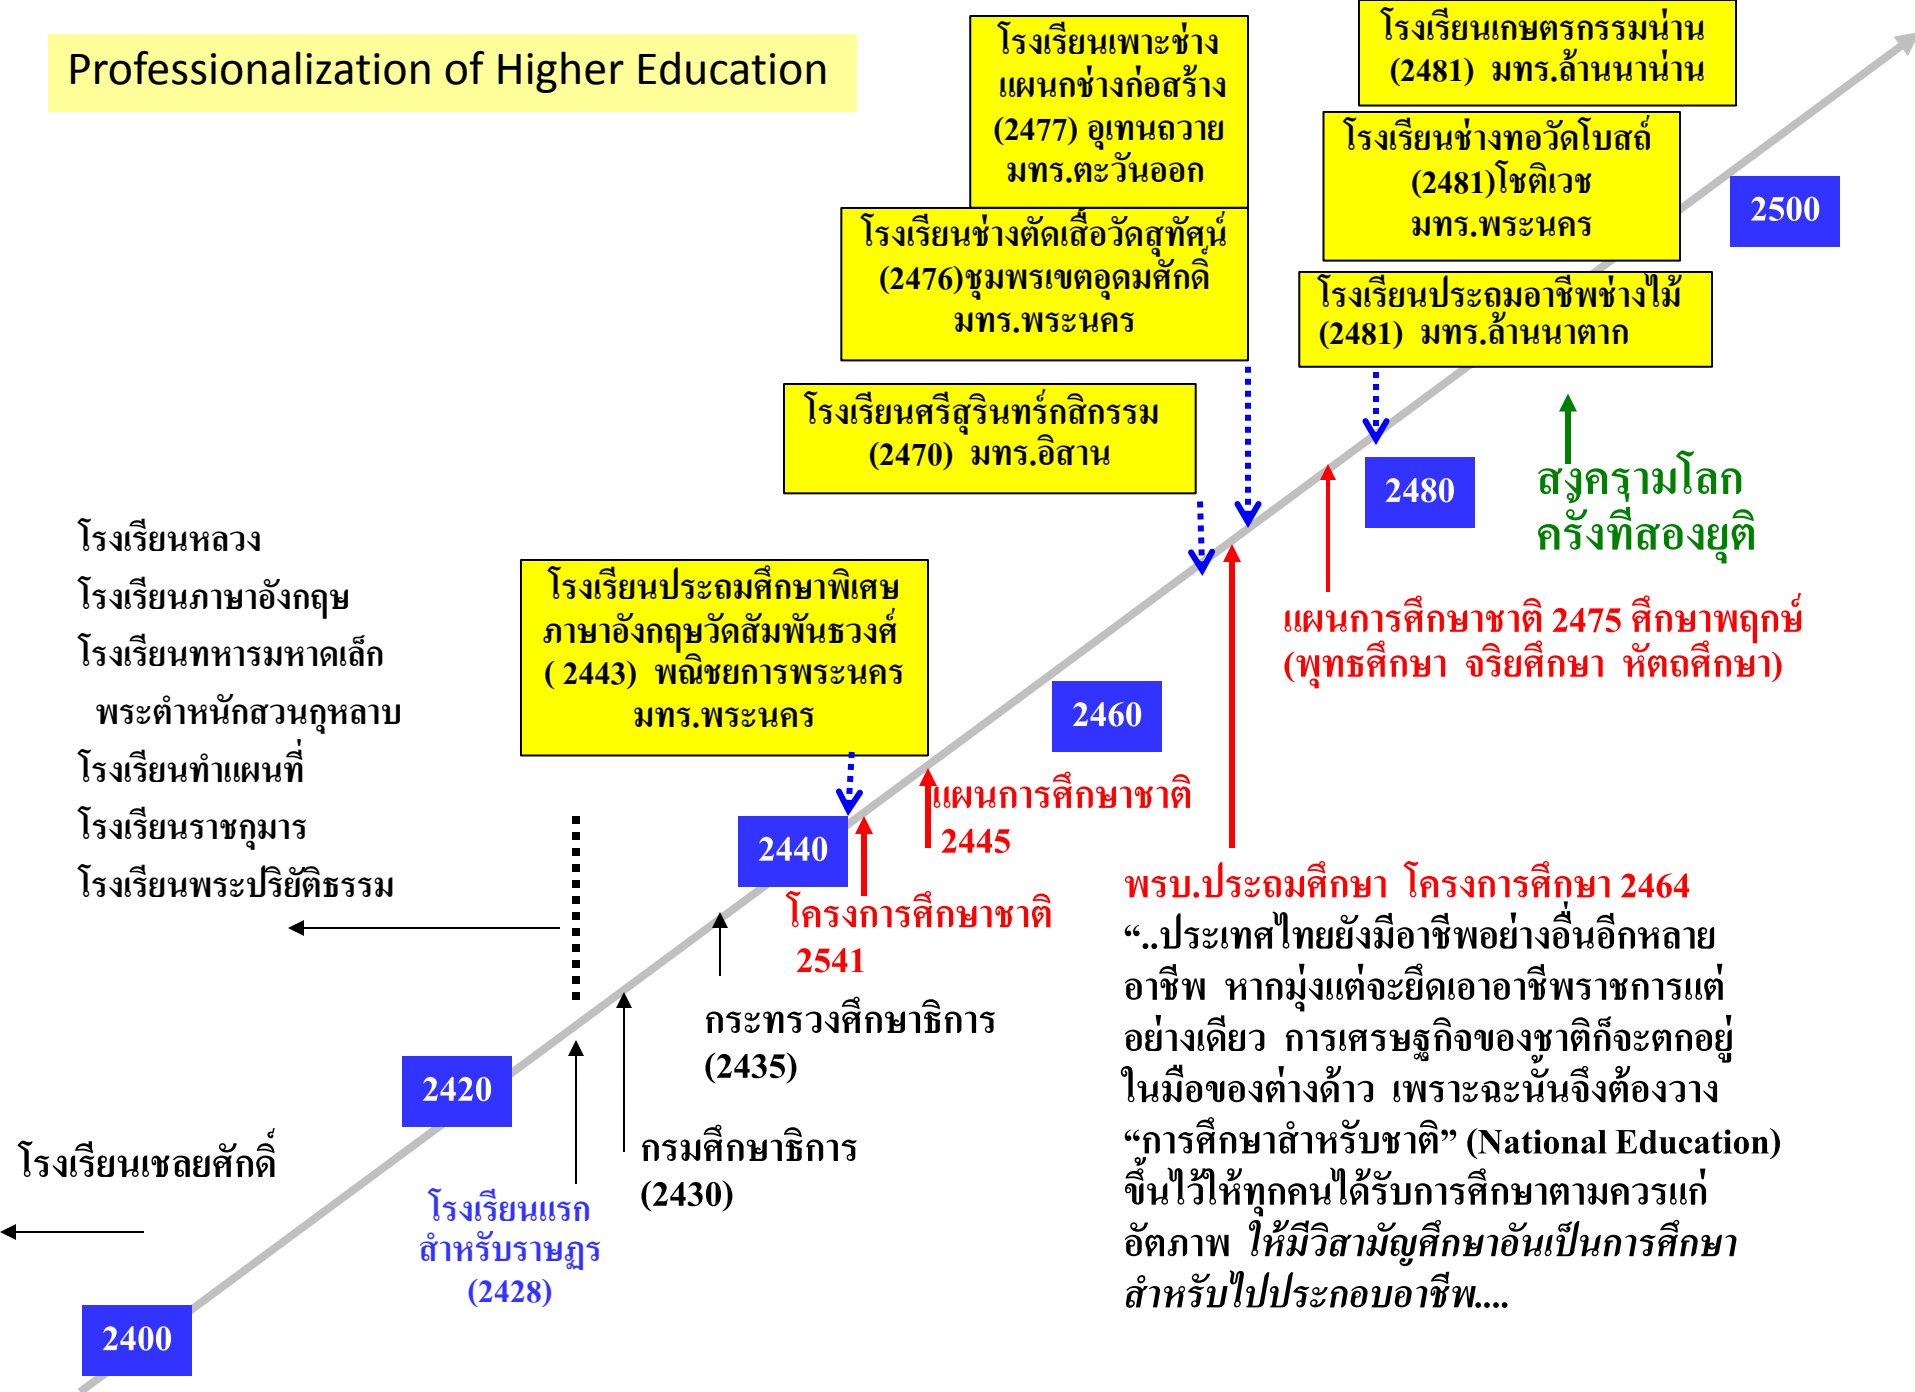 Professionalization of Higher Education
โรงเรียนเพาะช่าง
แผนกช่างก่อสร้าง
(2477) อุเทนถวาย
มทร.ตะวันออก
โรงเรียนเกษตรกรรมน่าน
(2481) มทร.ล้านนาน่าน
โรงเรียนช่างทอวัดโบสถ์
(2481)โชติเวช
มทร.พระนคร
2500
โรงเรียนช่างตัดเสื้อวัดสุทัศน์
(2476)ชุมพรเขตอุดมศักดิ์
มทร.พระนคร
โรงเรียนประถมอาชีพช่างไม้
(2481) มทร.ล้านนาตาก
โรงเรียนศรีสุรินทร์กสิกรรม
(2470) มทร.อิสาน
2480
สงครามโลก
ครั้งที่สองยุติ
โรงเรียนหลวง
โรงเรียนภาษาอังกฤษ
โรงเรียนทหารมหาดเล็ก
พระตำหนักสวนกุหลาบ
โรงเรียนทำแผนที่
โรงเรียนราชกุมาร
โรงเรียนพระปริยัติธรรม
โรงเรียนประถมศึกษาพิเศษ
ภาษาอังกฤษวัดสัมพันธวงศ์
( 2443) พณิชยการพระนคร
มทร.พระนคร
แผนการศึกษาชาติ 2475 ศึกษาพฤกษ์
(พุทธศึกษา จริยศึกษา หัตถศึกษา)
2460
แผนการศึกษาชาติ
2445
2440
โครงการศึกษาชาติ
2541
พรบ.ประถมศึกษา โครงการศึกษา 2464
“..ประเทศไทยยังมีอาชีพอย่างอื่นอีกหลาย
อาชีพ หากมุ่งแต่จะยึดเอาอาชีพราชการแต่
อย่างเดียว การเศรษฐกิจของชาติก็จะตกอยู่
ในมือของต่างด้าว เพราะฉะนั้นจึงต้องวาง
“การศึกษาสำหรับชาติ” (National Education)
ขึ้นไว้ให้ทุกคนได้รับการศึกษาตามควรแก่
อัตภาพ ให้มีวิสามัญศึกษาอันเป็นการศึกษา
สำหรับไปประกอบอาชีพ....
กระทรวงศึกษาธิการ
(2435)
2420
กรมศึกษาธิการ
(2430)
โรงเรียนเชลยศักดิ์
โรงเรียนแรก
สำหรับราษฏร
(2428)
2400